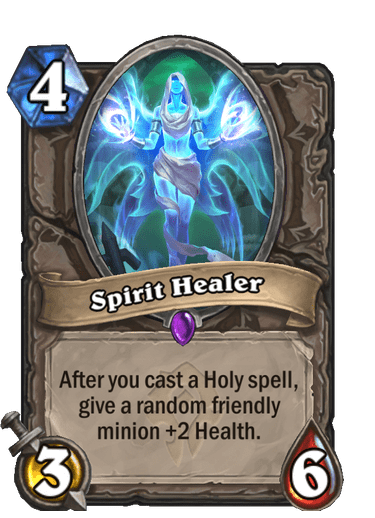 4
Spirit Healer
After you cast a Holy spell,
give a random friendly
minion +2 Health.
3
6